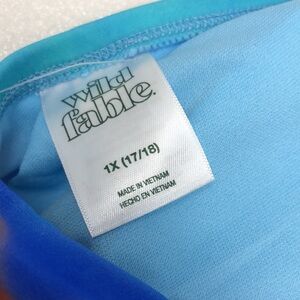 wild
fable.
1X (17/18)
MADE IN VIETNAM
HECHO EN VIETNAM